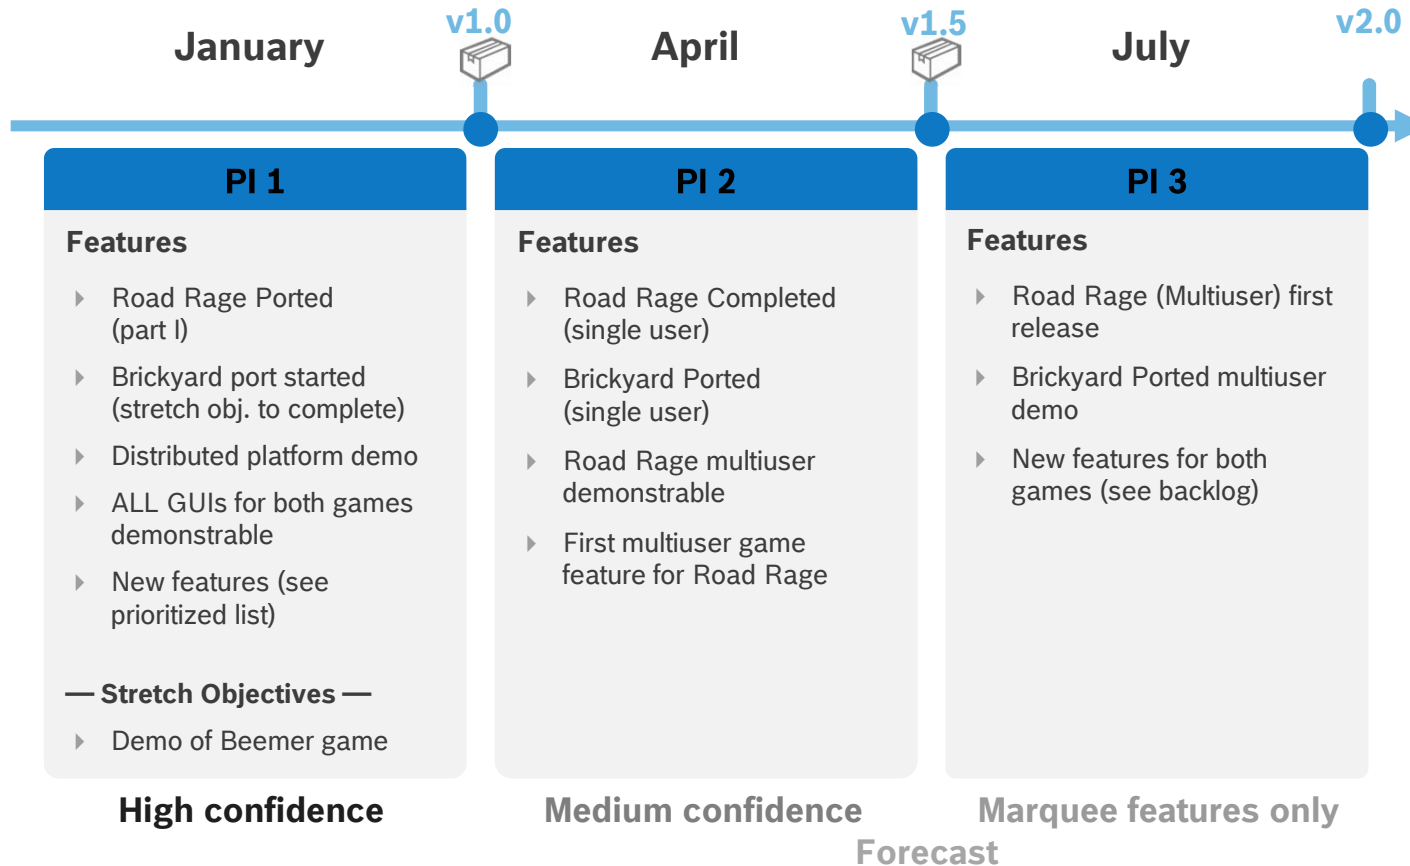 v1.0
v1.5
v2.0
January
April
July
PI 1
Features
Road Rage Ported
(part I)
Brickyard port started
(stretch obj. to complete)
Distributed platform demo
ALL GUIs for both games
demonstrable
New features (see
prioritized list)
— Stretch Objectives —
Demo of Beemer game
High confidence
PI 2
Features
Road Rage Completed
(single user)
Brickyard Ported
(single user)
Road Rage multiuser
demonstrable
First multiuser game
feature for Road Rage
Medium confidence
PI 3
Features
Road Rage (Multiuser) first
release
Brickyard Ported multiuser
demo
New features for both
games (see backlog)
Marquee features only
Forecast